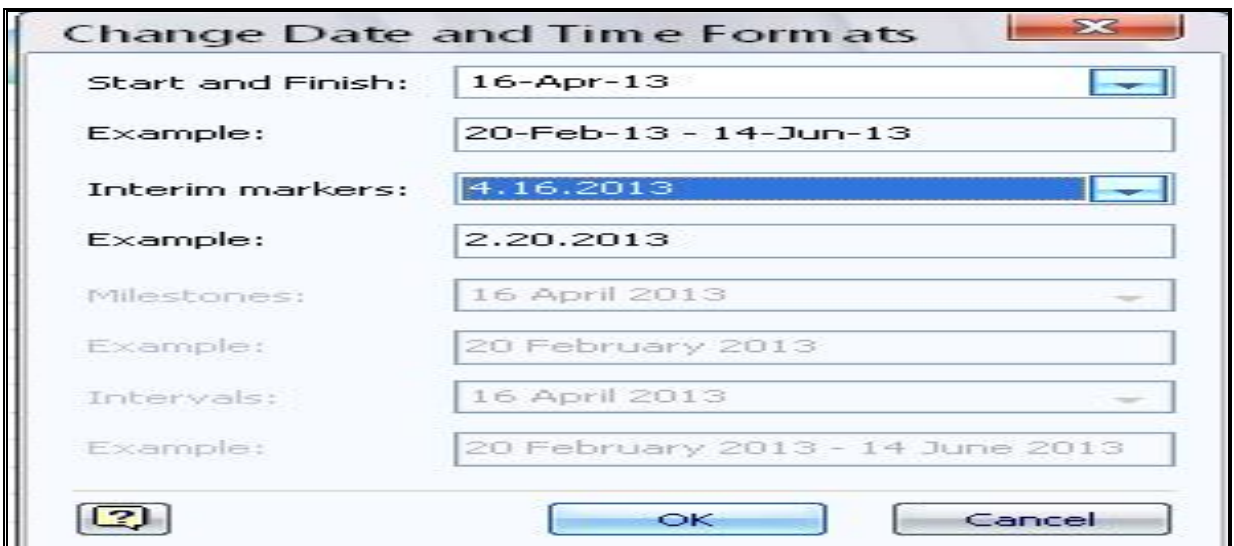 Change Date and Time Formats
Start and Finish: 16-Apr-13
Example: 20-Feb-13 - 14-Jun-13
Interim markers: 4.16.2013
Example: 2.20.2013
Milestones: 16 April 2013
Example: 20 February 2013
Intervals: 16 April 2013
Example: 20 February 2013 - 14 June 2013
OK Cancel